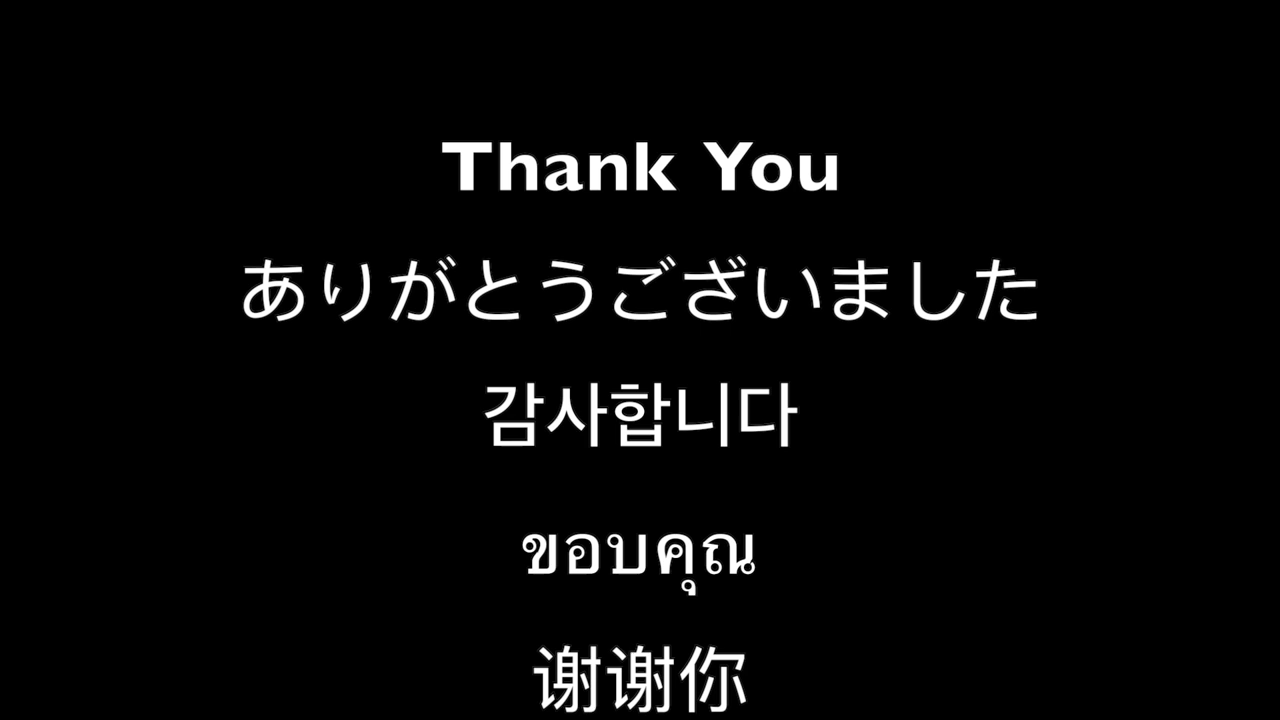 Thank You
ありがとうございました
감사합니다
ขอบคุณ
谢谢你